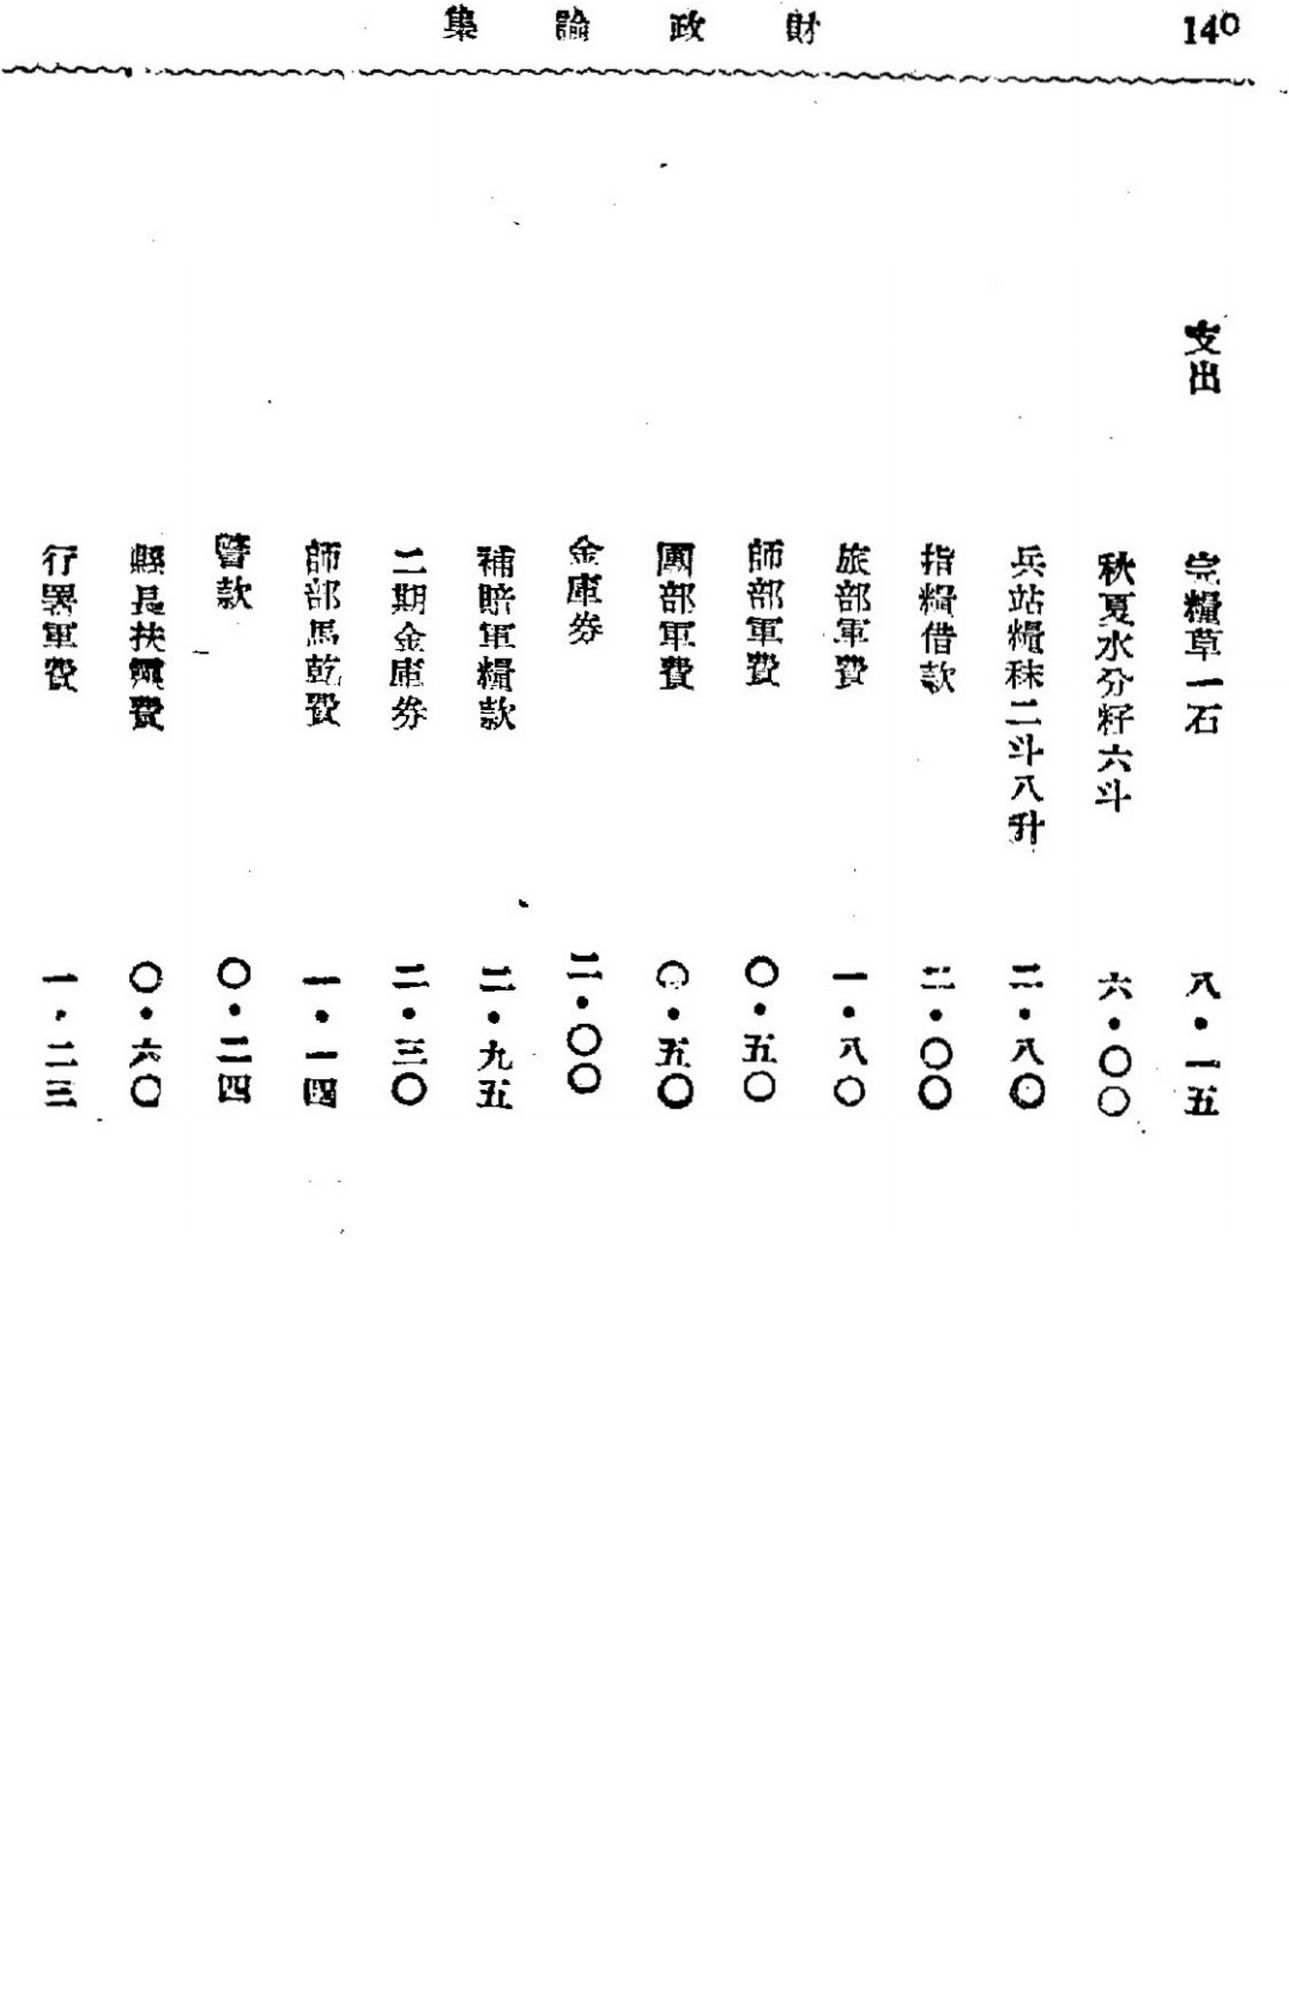 140
財政論集
支出
完糧草一石 八·一五
秋夏水分籽六斗 六·〇〇
兵站糧秣二斗八升 二·八〇
指糧借款 二·〇〇
旅部軍費 一·八〇
師部軍費 〇·五〇
團部軍費 〇·五〇
金庫券 二·〇〇
補賠軍糧款 二·九五
二期金庫券 二·三〇
師部馬乾費 一·一四
款 〇·二四
縣長扶費 〇·六〇
行署軍費 一·二三